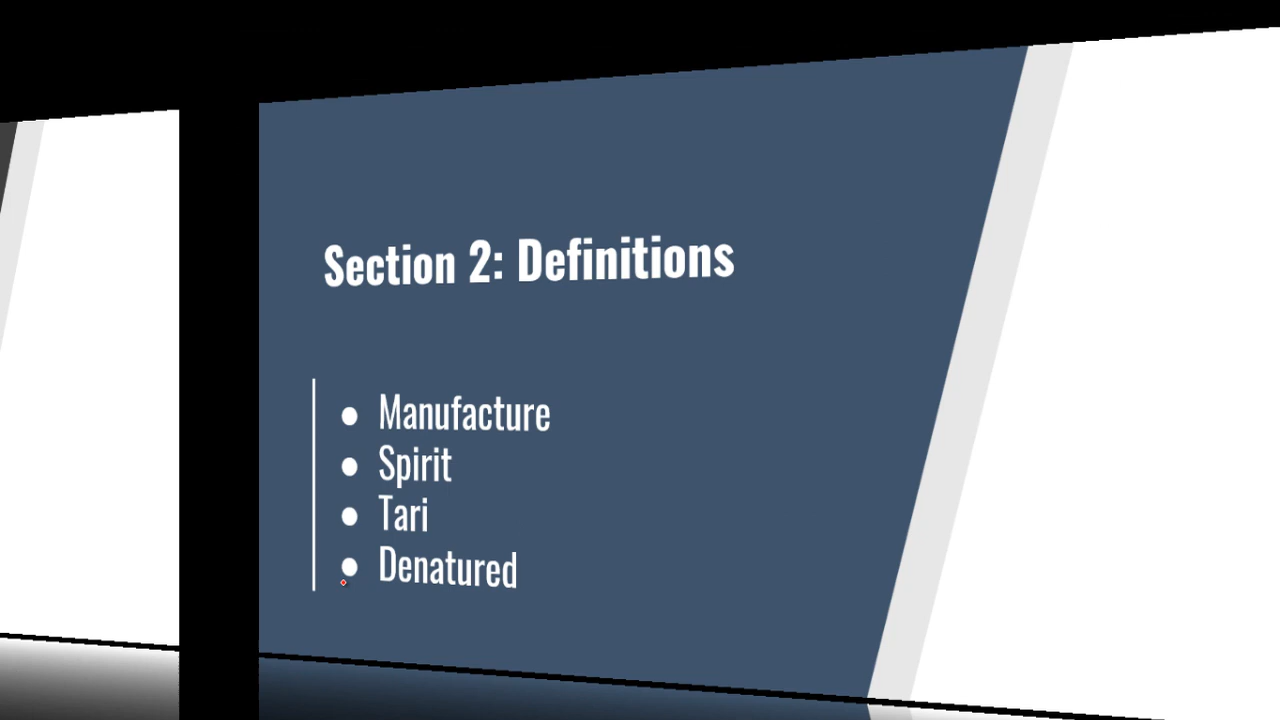 Section 2: Definitions
● Manufacture
● Spirit
● Tari
● Denatured